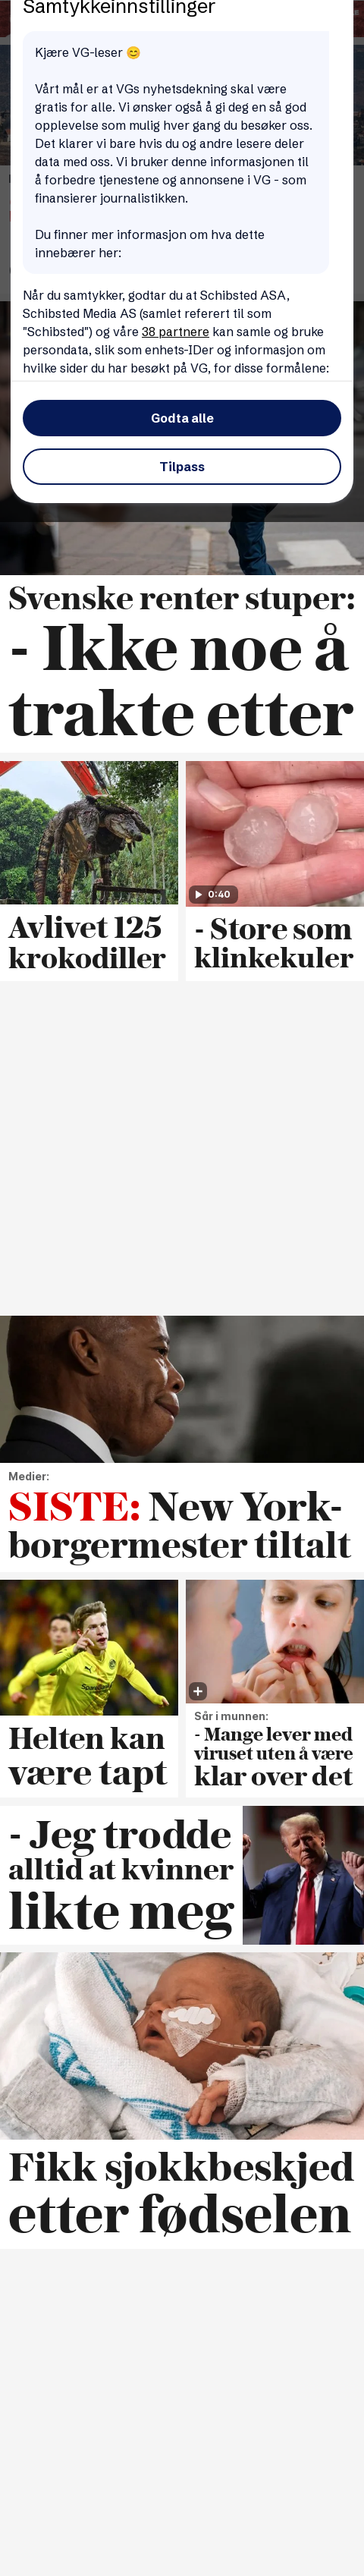 Samtykkeinnstillinger
Kjære VG-leser 😊
Vårt mål er at VGs nyhetsdekning skal være
gratis for alle. Vi ønsker også å gi deg en så god
opplevelse som mulig hver gang du besøker oss.
Det klarer vi bare hvis du og andre lesere deler
data med oss. Vi bruker denne informasjonen til
å forbedre tjenestene og annonsene i VG - som
finansierer journalistikken.
Du finner mer informasjon om hva dette
innebærer her:
Når du samtykker, godtar du at Schibsted ASA,
Schibsted Media AS (samlet referert til som
"Schibsted") og våre 38 partnere kan samle og bruke
persondata, slik som enhets-IDer og informasjon om
hvilke sider du har besøkt på VG, for disse formålene:
Godta alle
Tilpass
Svenske renter stuper:
- Ikke noe å
trakte etter
Avlivet 125
krokodiller
0:40
- Store som
klinkekuler
Medier:
SISTE: New York-
borgermester tiltalt
Helten kan
være tapt
Sår i munnen:
- Mange lever med
viruset uten å være
klar over det
- Jeg trodde
alltid at kvinner
likte meg
Fikk sjokkbeskjed
etter fødselen